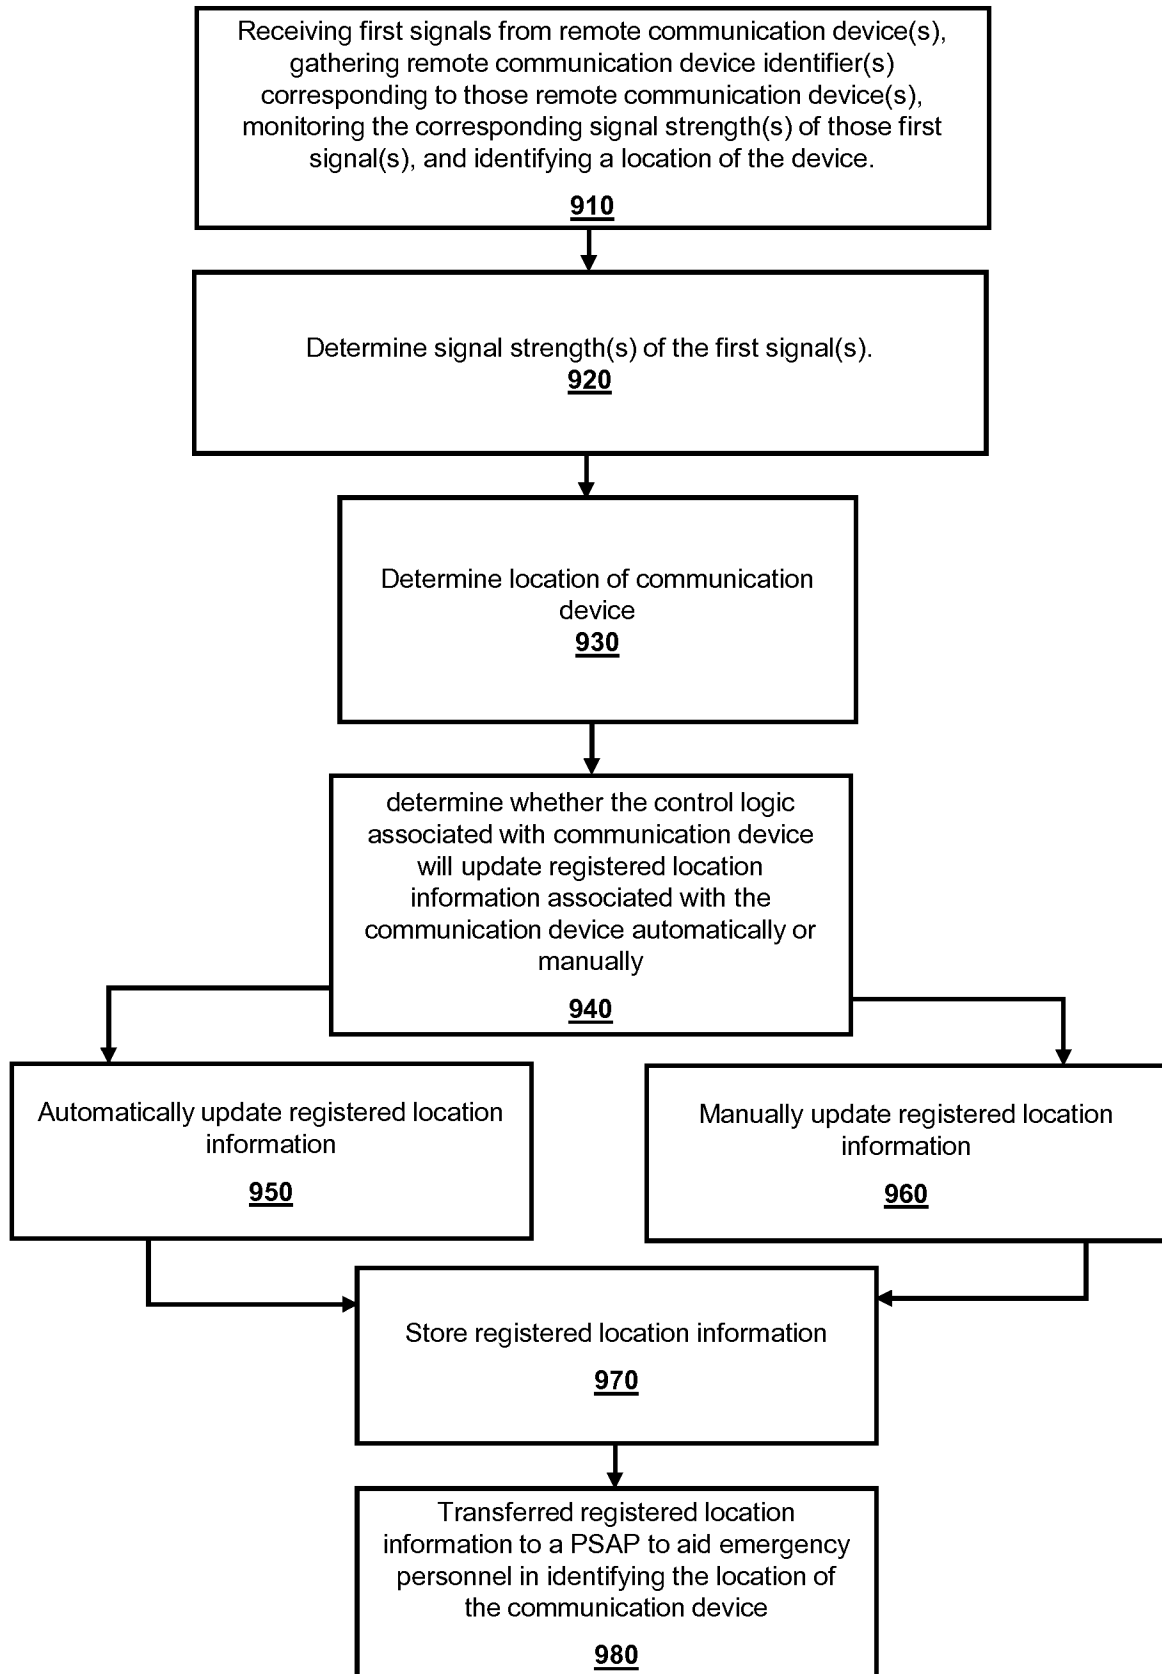 Receiving first signals from remote communication device(s),
gathering remote communication device identifier(s)
corresponding to those remote communication device(s),
monitoring the corresponding signal strength(s) of those first
signal(s), and identifying a location of the device.
910
Determine signal strength(s) of the first signal(s).
920
Determine location of communication
device
930
determine whether the control logic
associated with communication device
will update registered location
information associated with the
communication device automatically or
manually
940
Automatically update registered location
information
950
Manually update registered location
information
960
Store registered location information
970
Transferred registered location
information to a PSAP to aid emergency
personnel in identifying the location of
the communication device
980